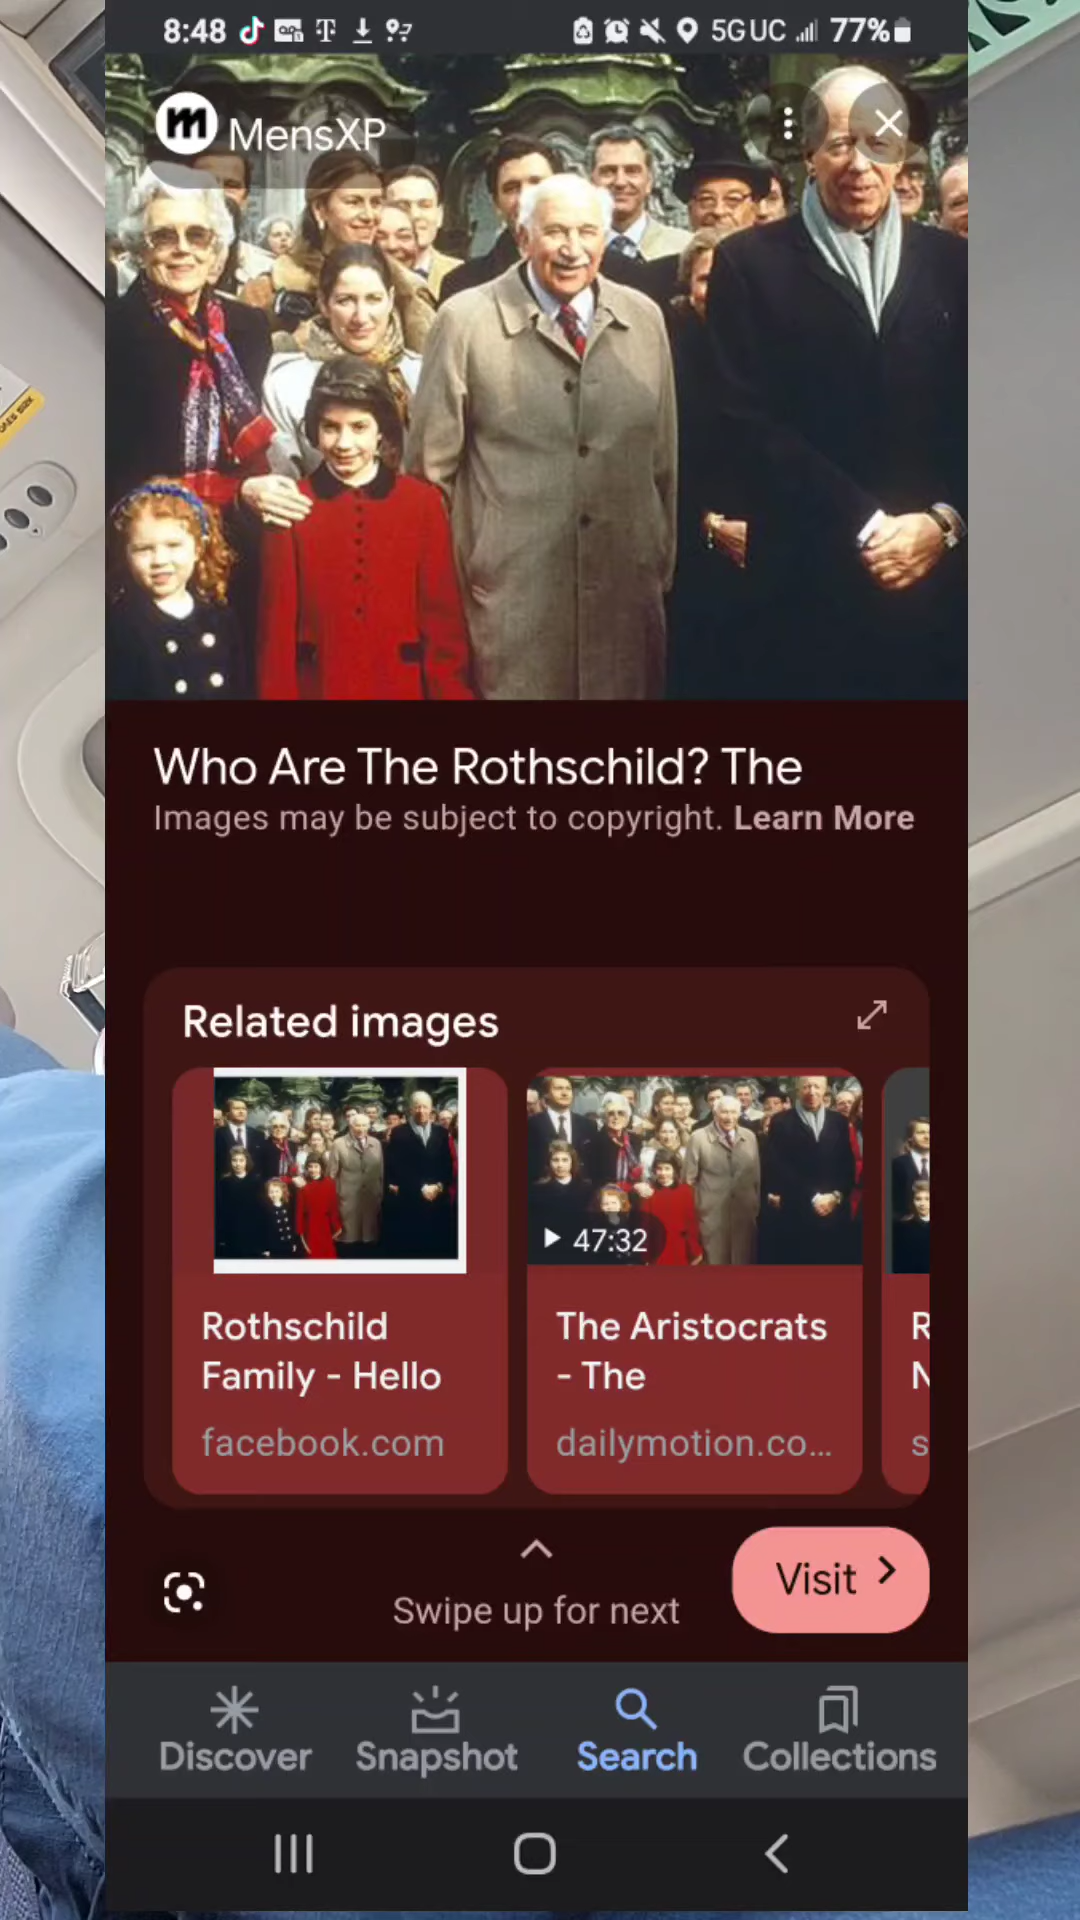 8:48
5G UC
77%
MensXP
Who Are The Rothschild? The
Images may be subject to copyright. Learn More
Related images
47:32
Rothschild
Family - Hello
facebook.com
The Aristocrats
- The
dailymotion.co...
R
N
s
Swipe up for next
Visit
Discover
Snapshot
Search
Collections